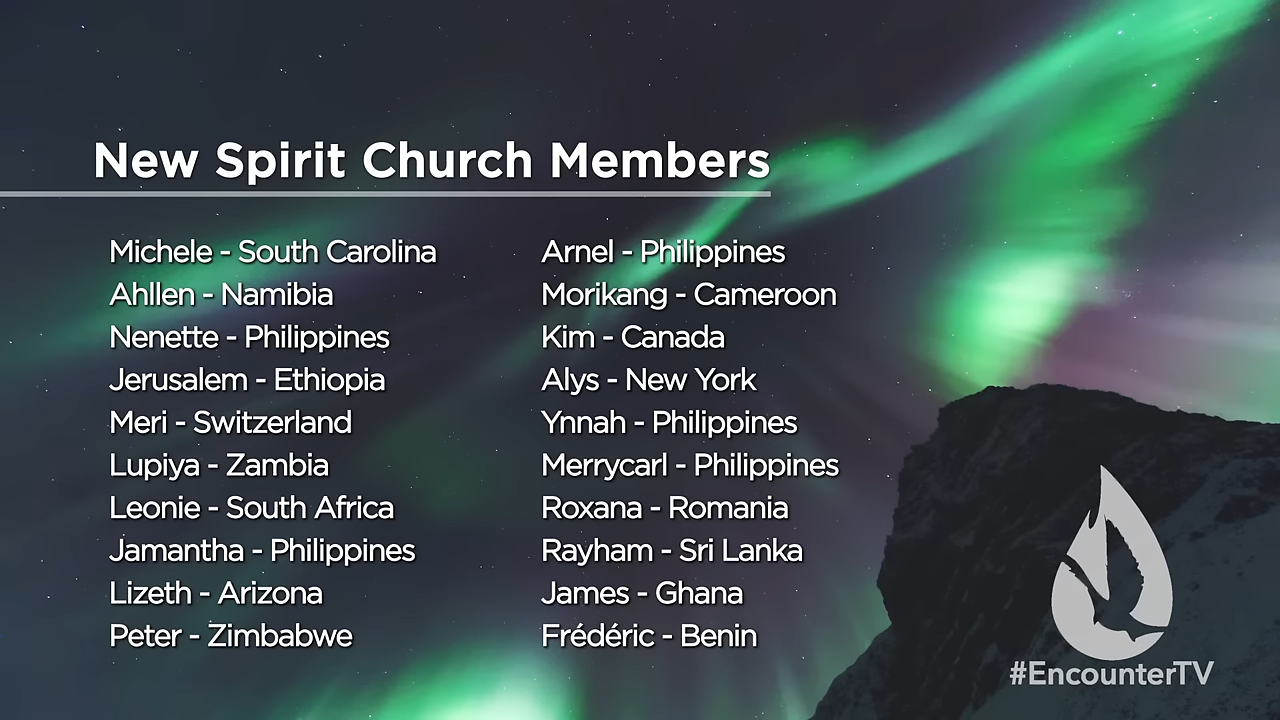 New Spirit Church Members
Michele - South Carolina
Ahllen - Namibia
Nenette - Philippines
Jerusalem - Ethiopia
Meri - Switzerland
Lupiya - Zambia
Leonie - South Africa
Jamantha - Philippines
Lizeth - Arizona
Peter - Zimbabwe
Arnel - Philippines
Morikang - Cameroon
Kim - Canada
Alys - New York
Ynnah - Philippines
Merrycarl - Philippines
Roxana - Romania
Rayham - Sri Lanka
James - Ghana
Frédéric - Benin
#EncounterTV